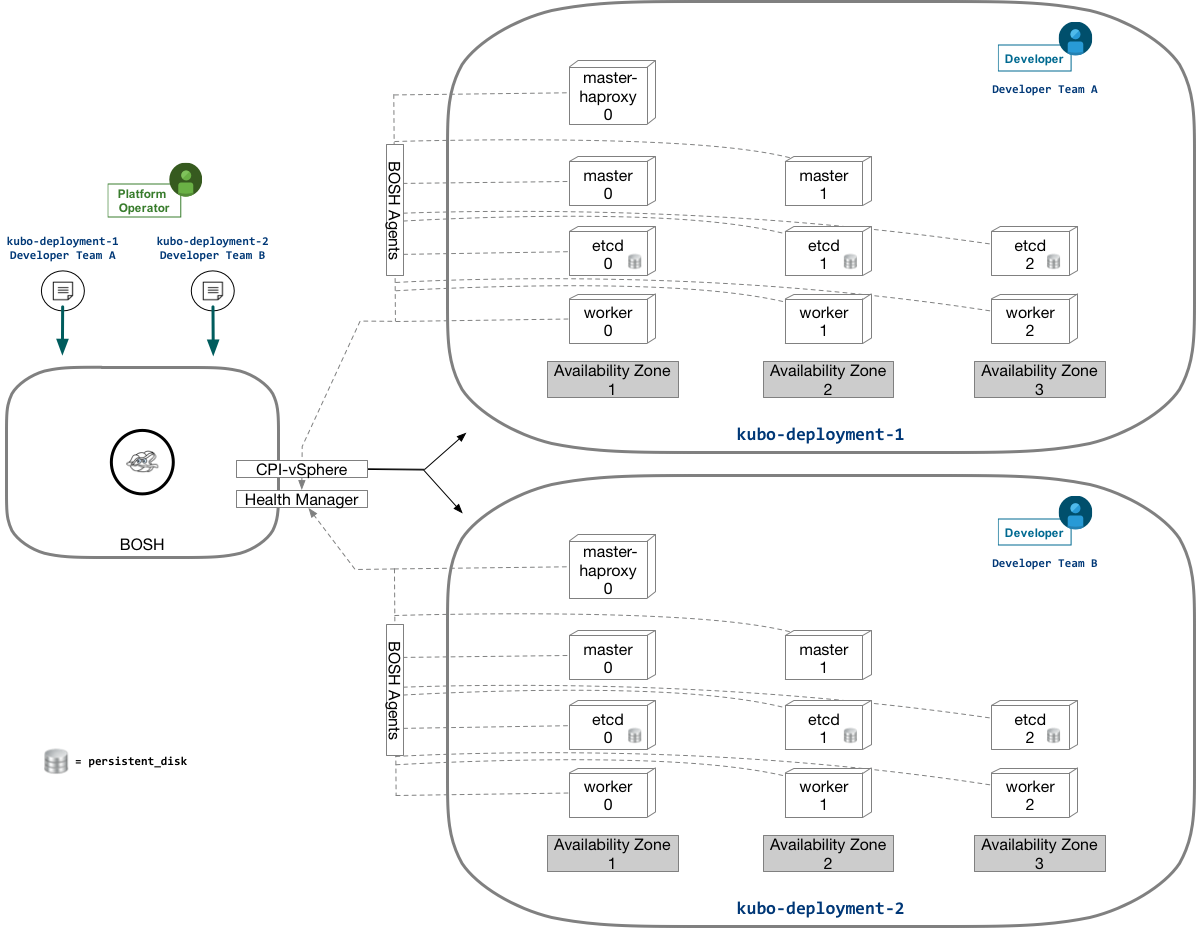 Developer
Developer Team A
master-
haproxy
0
BOSH Agents
master
0
master
1
etcd
0
etcd
1
etcd
2
worker
0
worker
1
worker
2
Availability Zone
1
Availability Zone
2
Availability Zone
3
kubo-deployment-1
Platform
Operator
kubo-deployment-1
Developer Team A
kubo-deployment-2
Developer Team B
CPI-vSphere
Health Manager
BOSH
Developer
Developer Team B
master-
haproxy
0
BOSH Agents
master
0
master
1
etcd
0
etcd
1
etcd
2
worker
0
worker
1
worker
2
Availability Zone
1
Availability Zone
2
Availability Zone
3
kubo-deployment-2
= persistent_disk